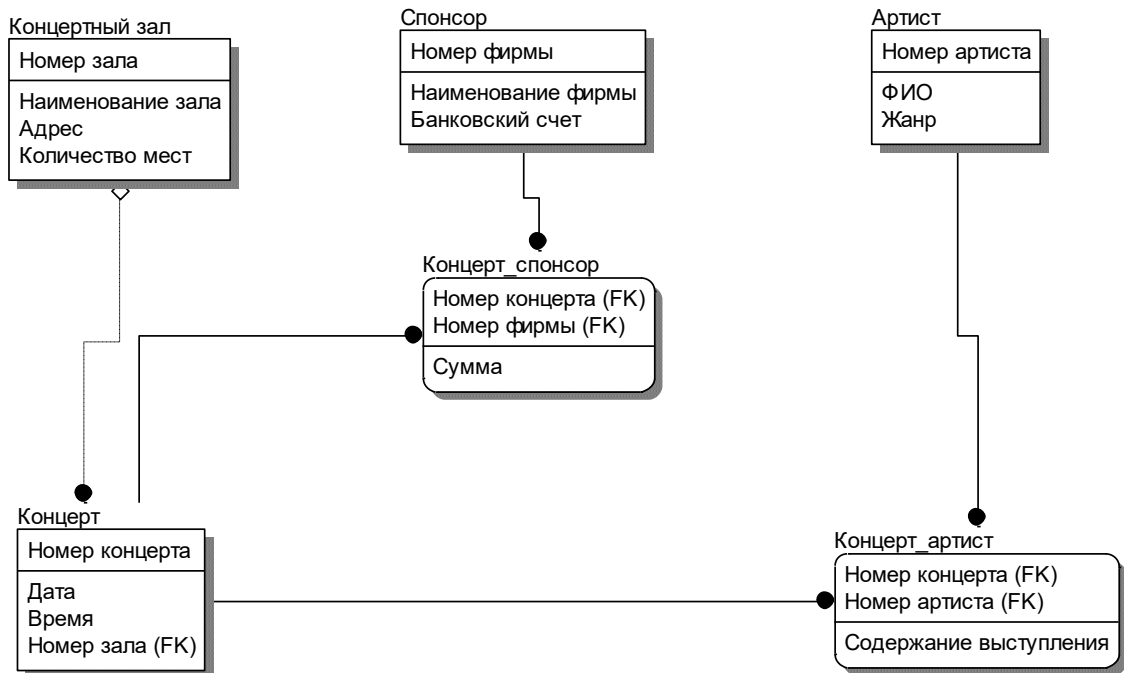 Концертный зал
Номер зала
Наименование зала
Адрес
Количество мест
Спонсор
Номер фирмы
Наименование фирмы
Банковский счет
Артист
Номер артиста
ФИО
Жанр
Концерт_спонсор
Номер концерта (FK)
Номер фирмы (FK)
Сумма
Концерт
Номер концерта
Дата
Время
Номер зала (FK)
Концерт_артист
Номер концерта (FK)
Номер артиста (FK)
Содержание выступления